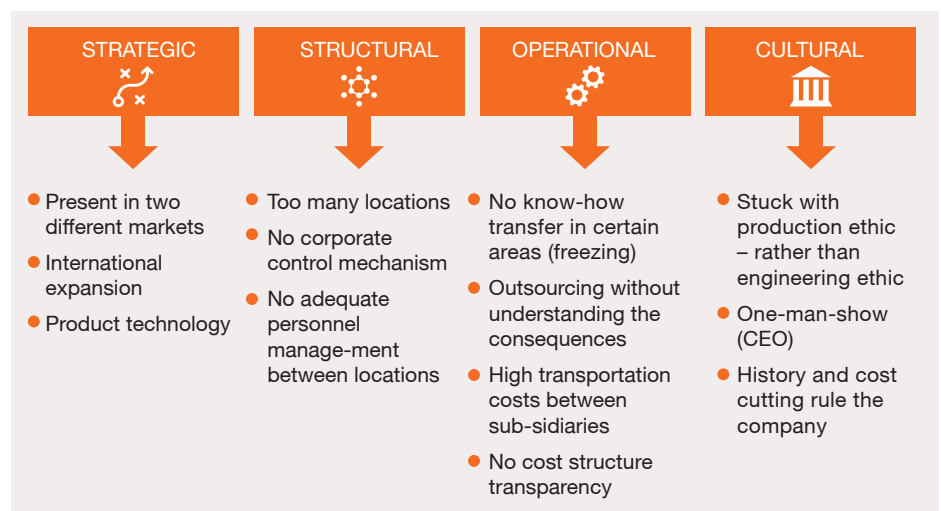 STRATEGIC
Present in two
different markets
International
expansion
Product technology
STRUCTURAL
Too many locations
No corporate
control mechanism
No adequate
personnel
manage-ment
between locations
OPERATIONAL
No know-how
transfer in certain
areas (freezing)
Outsourcing without
understanding the
consequences
High transportation
costs between
sub-sidiaries
No cost structure
transparency
CULTURAL
Stuck with
production ethic
– rather than
engineering ethic
One-man-show
(CEO)
History and cost
cutting rule the
company